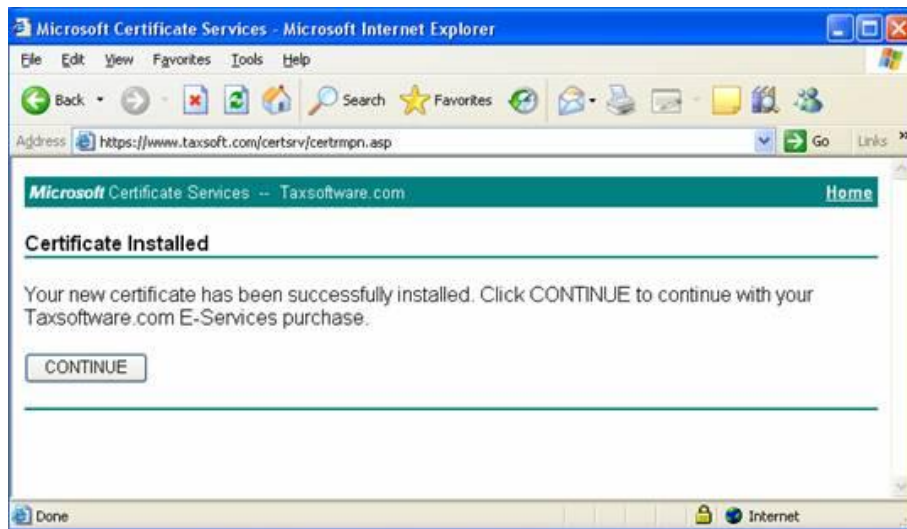 Microsoft Certificate Services - Microsoft Internet Explorer
File Edit View Favorites Tools Help
Back Search Favorites
Address https://www.taxsoft.com/certsrv/certrmpn.asp Go Links »
Microsoft Certificate Services -- Taxsoftware.com Home
Certificate Installed
Your new certificate has been successfully installed. Click CONTINUE to continue with your
Taxsoftware.com E-Services purchase.
CONTINUE
Done Internet